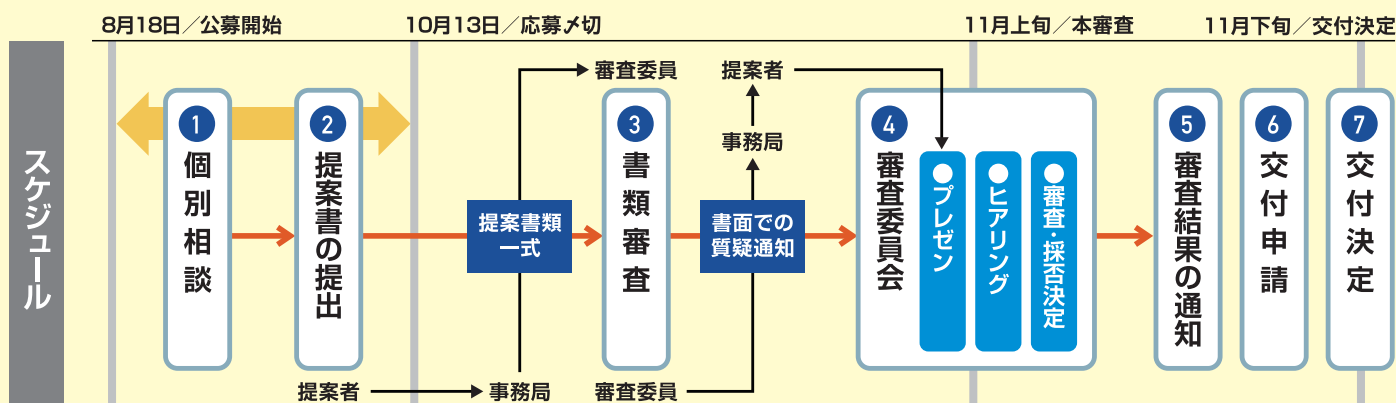 スケジュール
8月18日／公募開始
10月13日／応募〆切
11月上旬／本審査
11月下旬／交付決定
1
個別相談
2
提案書の提出
提案者
事務局
提案書類
一式
審査委員
3
書類審査
審査委員
書面での
質疑通知
事務局
提案者
4
審査委員会
●プレゼン
●ヒアリング
●審査・採否決定
5
審査結果の通知
6
交付申請
7
交付決定